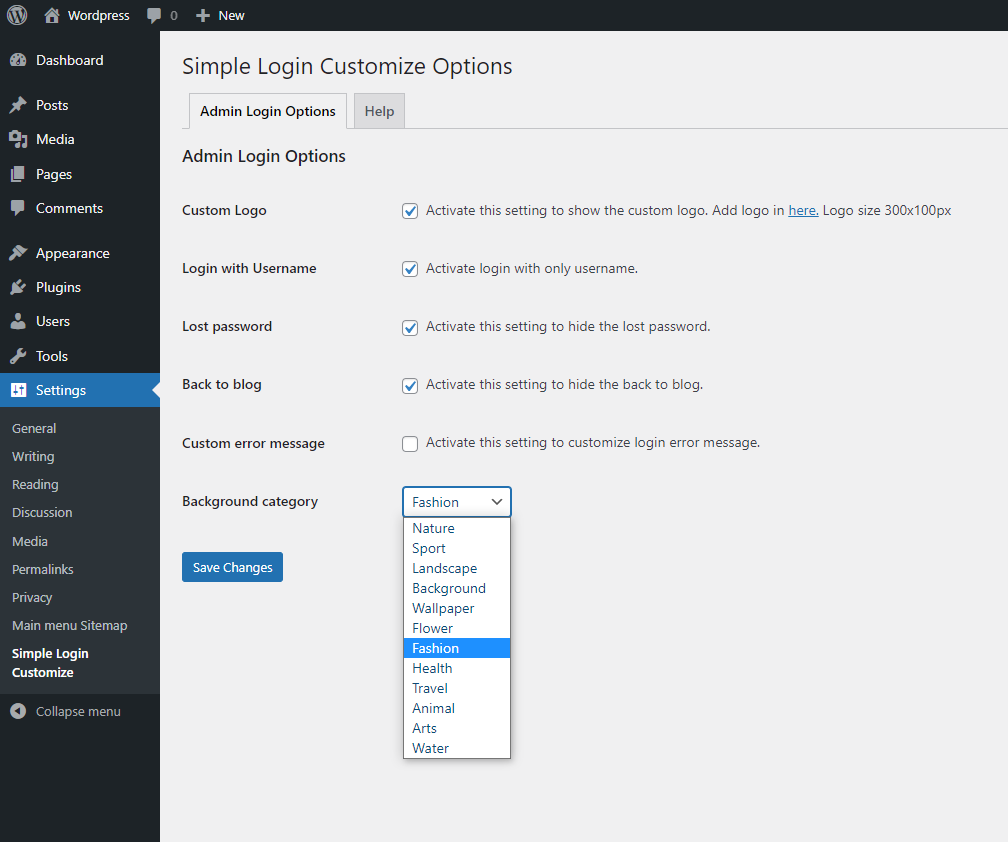 Wordpress 0 New
Dashboard
Posts
Media
Pages
Comments
Appearance
Plugins
Users
Tools
Settings
General
Writing
Reading
Discussion
Media
Permalinks
Privacy
Main menu Sitemap
Simple Login
Customize
Collapse menu
Simple Login Customize Options
Admin Login Options Help
Admin Login Options
Custom Logo Activate this setting to show the custom logo. Add logo in here. Logo size 300x100px
Login with Username Activate login with only username.
Lost password Activate this setting to hide the lost password.
Back to blog Activate this setting to hide the back to blog.
Custom error message Activate this setting to customize login error message.
Background category Fashion
Nature
Sport
Landscape
Background
Wallpaper
Flower
Fashion
Health
Travel
Animal
Arts
Water
Save Changes